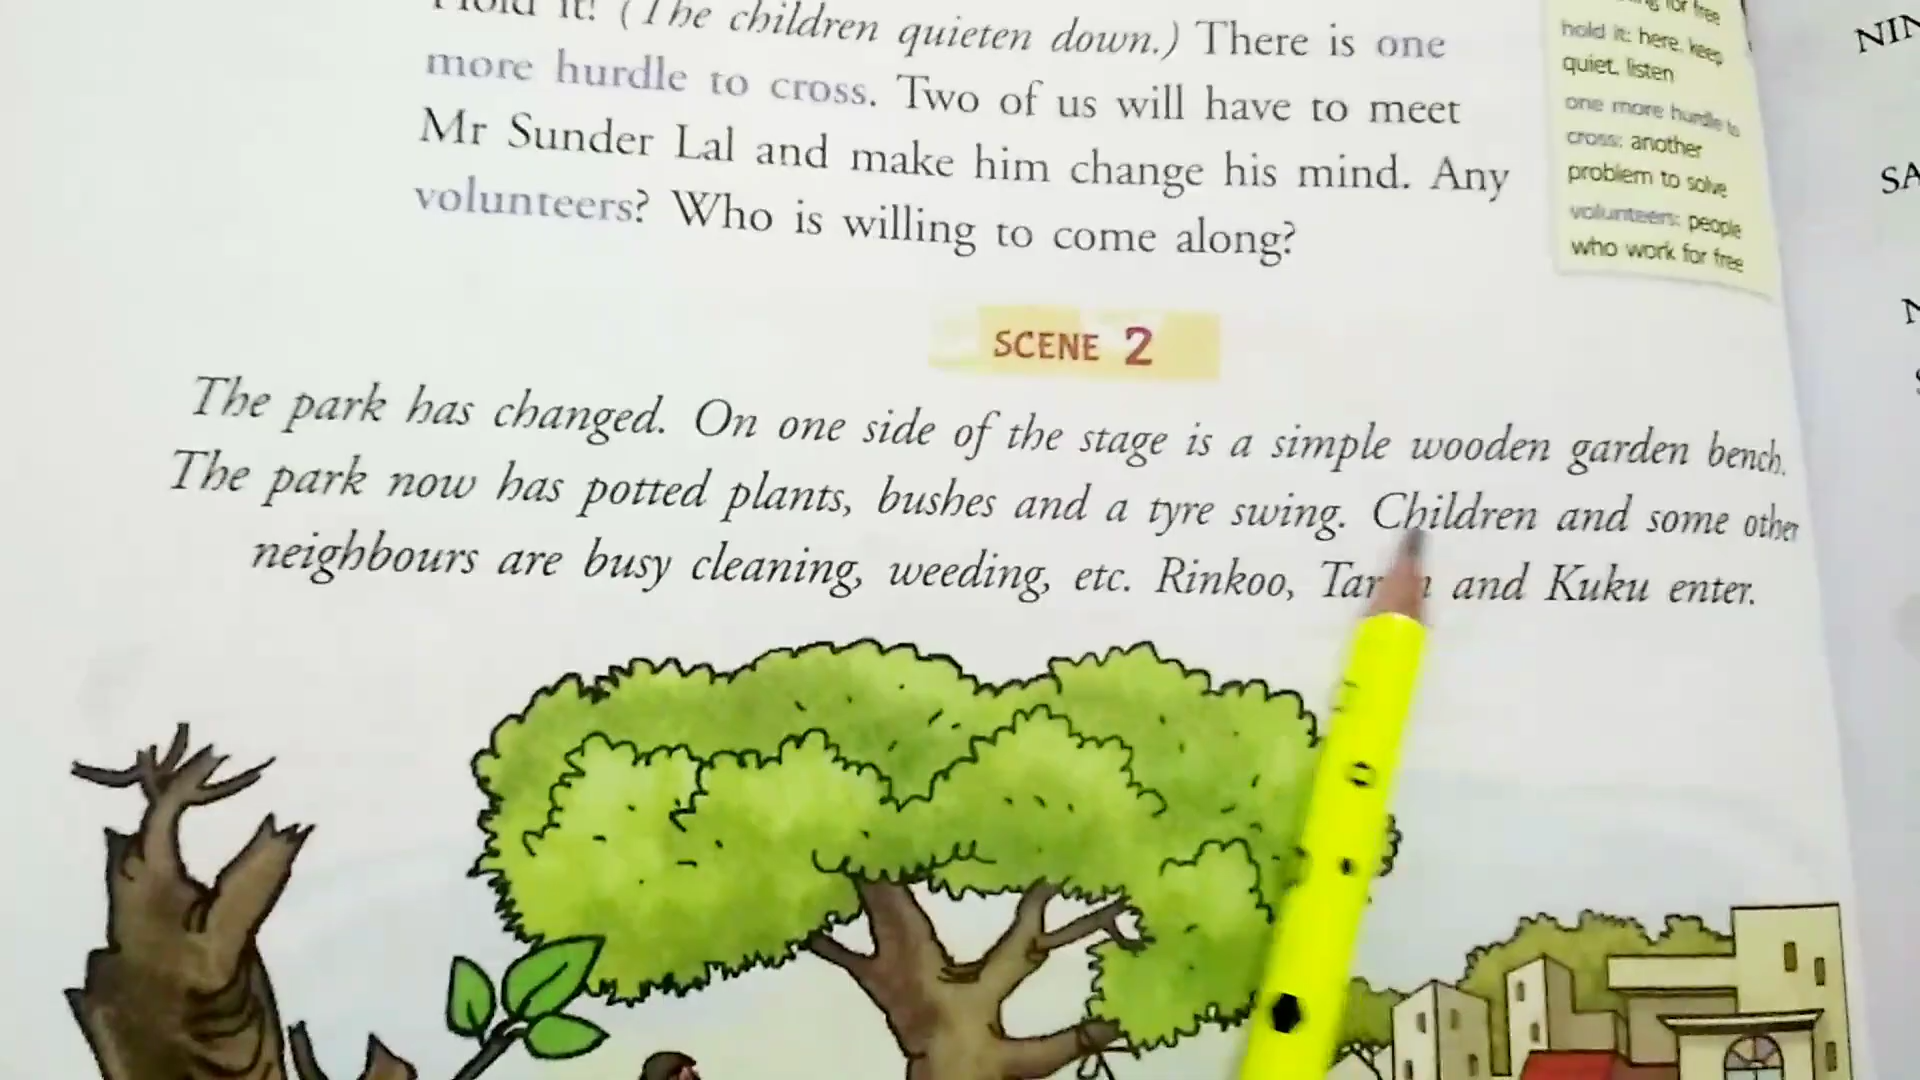 Hold it! (The children quieten down.) There is one
more hurdle to cross. Two of us will have to meet
Mr Sunder Lal and make him change his mind. Any
volunteers? Who is willing to come along?
for free
hold it: here, keep
quiet, listen
one more hurdle to
cross: another
problem to solve
volunteers: people
who work for free
SCENE 2
The park has changed. On one side of the stage is a simple wooden garden bench.
The park now has potted plants, bushes and a tyre swing. Children and some other
neighbours are busy cleaning, weeding, etc. Rinkoo, and Kuku enter.
NIN
SA